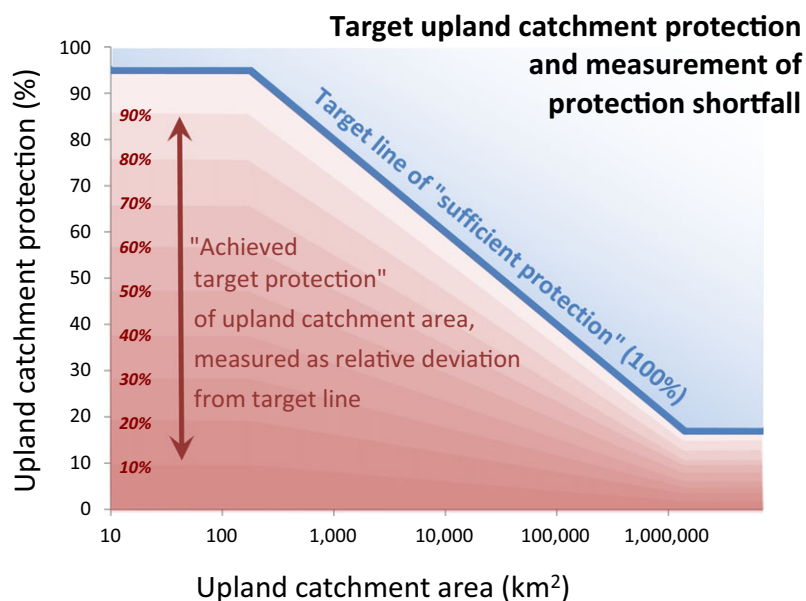 Target upland catchment protection
and measurement of
protection shortfall
Upland catchment protection (%)
100
90
80
70
60
50
40
30
20
10
0
90%
80%
70%
60%
50%
40%
30%
20%
10%
"Achieved
target protection"
of upland catchment area,
measured as relative deviation
from target line
Target line of "sufficient protection" (100%)
10
100
1,000
10,000
100,000
1,000,000
Upland catchment area (km²)